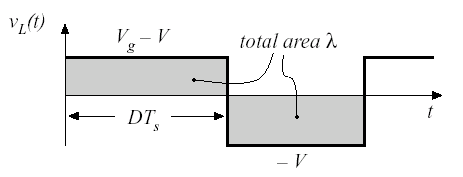 v_L(t)
V_g – V
total area λ
DT_s
t
– V